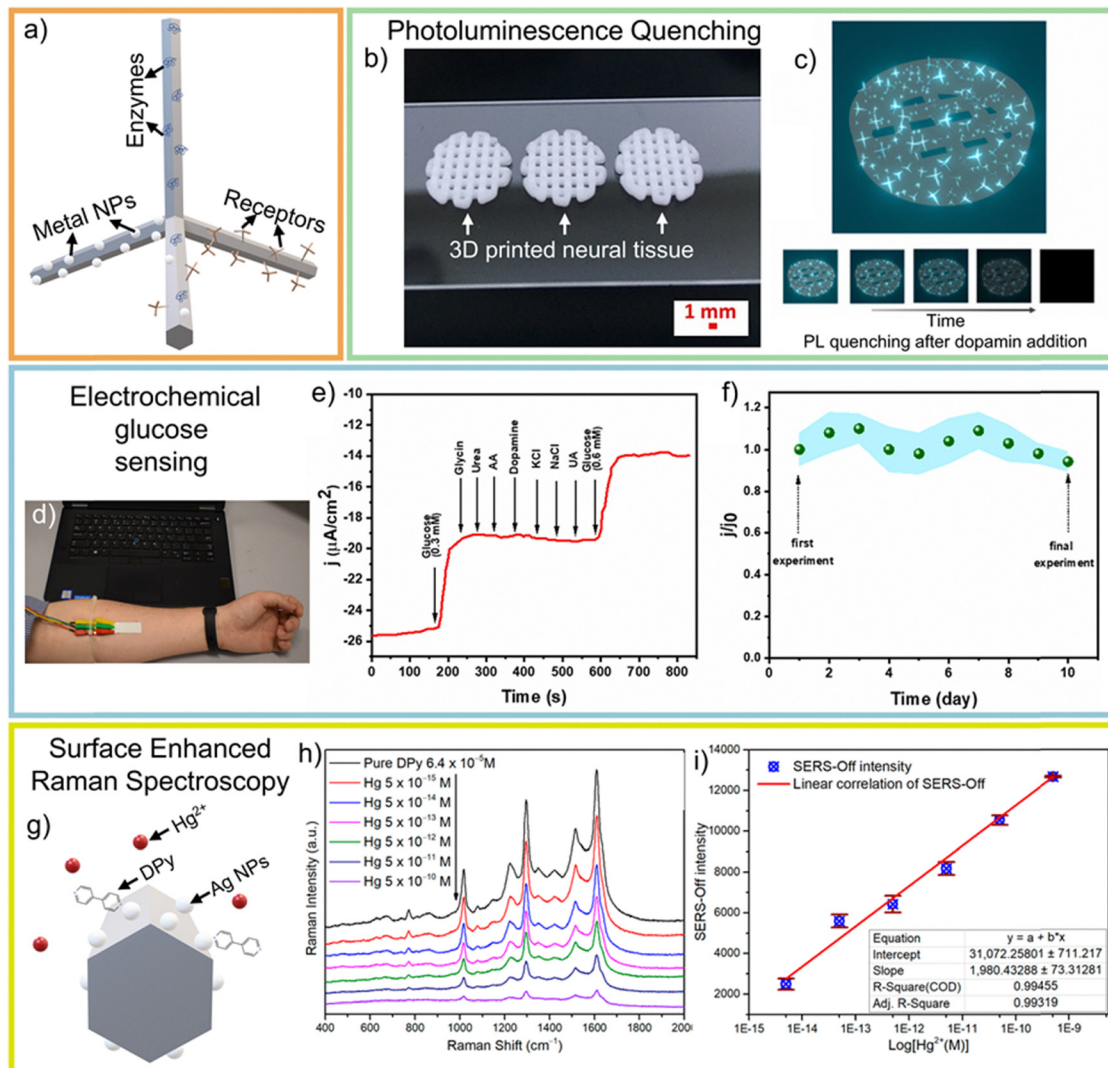 a)
Enzymes
Metal NPs
Receptors
Photoluminescence Quenching
b)
3D printed neural tissue
1 mm
c)
Time
PL quenching after dopamin addition
Electrochemical
glucose
sensing
d)
e)
j (µA/cm²)
-10
-12
-14
-16
-18
-20
-22
-24
-26
Glucose
(0,3 mM)
Glycin
Urea
AA
Dopamine
KCl
NaCl
UA
Glucose
(0.6 mM)
0 100 200 300 400 500 600 700 800
Time (s)
f)
j/j0
1.2
1.0
0.8
0.6
0.4
0.2
0.0
first
experiment
final
experiment
0 2 4 6 8 10
Time (day)
Surface Enhanced
Raman Spectroscopy
g)
Hg²⁺
DPy
Ag NPs
h)
Raman Intensity (a.u.)
Pure DPy 6.4 x 10⁻⁵M
Hg 5 x 10⁻¹⁵ M
Hg 5 x 10⁻¹⁴ M
Hg 5 x 10⁻¹³ M
Hg 5 x 10⁻¹² M
Hg 5 x 10⁻¹¹ M
Hg 5 x 10⁻¹⁰ M
400 600 800 1000 1200 1400 1600 1800 2000
Raman Shift (cm⁻¹)
i)
SERS-Off intensity
14000
12000
10000
8000
6000
4000
2000
SERS-Off intensity
Linear correlation of SERS-Off
Equation y = a + b*x
Intercept 31,072.25801 ± 711.217
Slope 1,980.43288 ± 73.31281
R-Square(COD) 0.99455
Adj. R-Square 0.99319
1E-15 1E-14 1E-13 1E-12 1E-11 1E-10 1E-9
Log[Hg²⁺(M)]